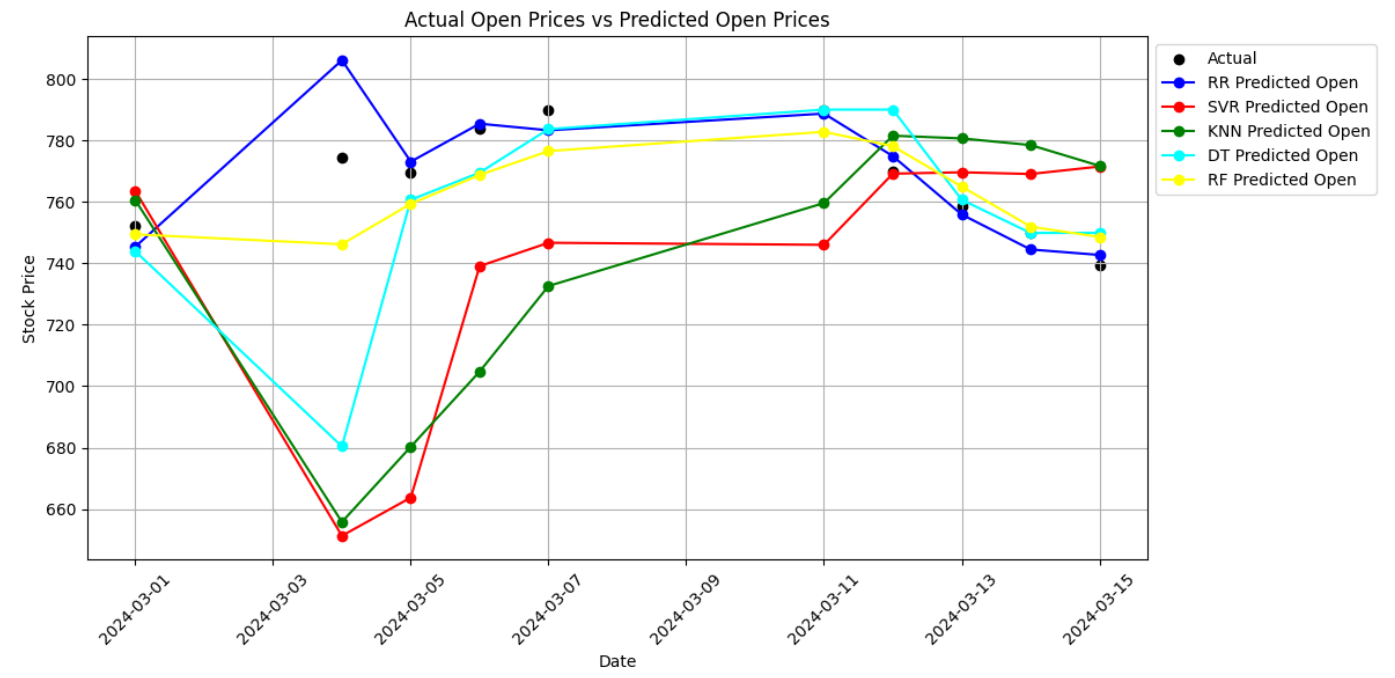 Actual Open Prices vs Predicted Open Prices
Actual
RR Predicted Open
SVR Predicted Open
KNN Predicted Open
DT Predicted Open
RF Predicted Open
Stock Price
800
780
760
740
720
700
680
660
2024-03-01
2024-03-03
2024-03-05
2024-03-07
2024-03-09
2024-03-11
2024-03-13
2024-03-15
Date